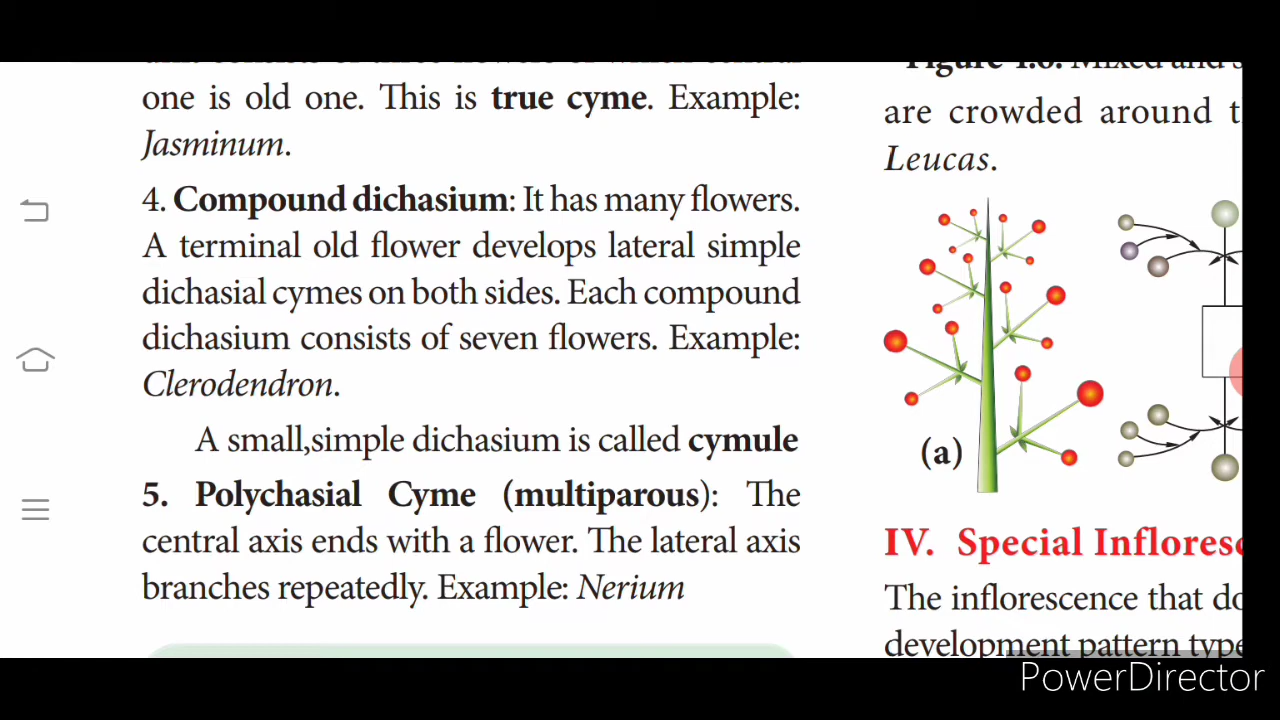 one is old one. This is true cyme. Example:
Jasminum.
4. Compound dichasium: It has many flowers.
A terminal old flower develops lateral simple
dichasial cymes on both sides. Each compound
dichasium consists of seven flowers. Example:
Clerodendron.
A small,simple dichasium is called cymule
5. Polychasial Cyme (multiparous): The
central axis ends with a flower. The lateral axis
branches repeatedly. Example: Nerium
are crowded around t
Leucas.
(a)
IV. Special Infloresc
The inflorescence that do
development pattern type
PowerDirector